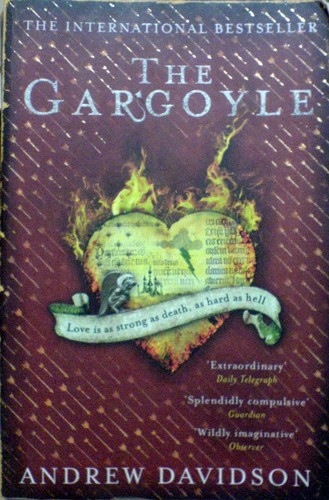 THE INTERNATIONAL BESTSELLER
THE
GARGOYLE
Love is as strong as death, as hard as hell
'Extraordinary'
Daily Telegraph
'Splendidly compulsive'
Guardian
'Wildly imaginative'
Observer
ANDREW DAVIDSON